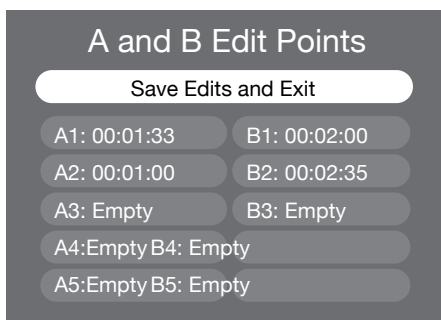 A and B Edit Points
Save Edits and Exit
A1: 00:01:33 B1: 00:02:00
A2: 00:01:00 B2: 00:02:35
A3: Empty B3: Empty
A4:Empty B4: Empty
A5:Empty B5: Empty